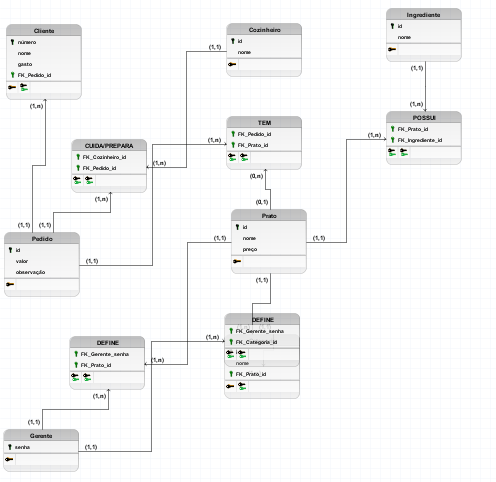 Ingrediente
id
nome
(1,1)
Cliente
número
nome
gasto
FK_Pedido_id
(1,n)
Cozinheiro
id
nome
(1,1)
TEM
FK_Pedido_id
FK_Prato_id
(1,n)
(0,n)
(1,n)
POSSUI
FK_Prato_id
FK_Ingrediente_id
(1,n)
CUIDA/PREPARA
FK_Cozinheiro_id
FK_Pedido_id
(1,n)
(1,n)
(0,1)
Prato
id
nome
preço
(1,1)
(1,1)
(1,1)
(1,1)
(1,1)
Pedido
id
valor
observação
(1,1)
DEFINE
FK_Gerente_senha
FK_Categoria_id
nome
FK_Prato_id
(1,n)
DEFINE
FK_Gerente_senha
FK_Prato_id
(1,n)
(1,n)
(1,1)
Gerente
senha
(1,1)